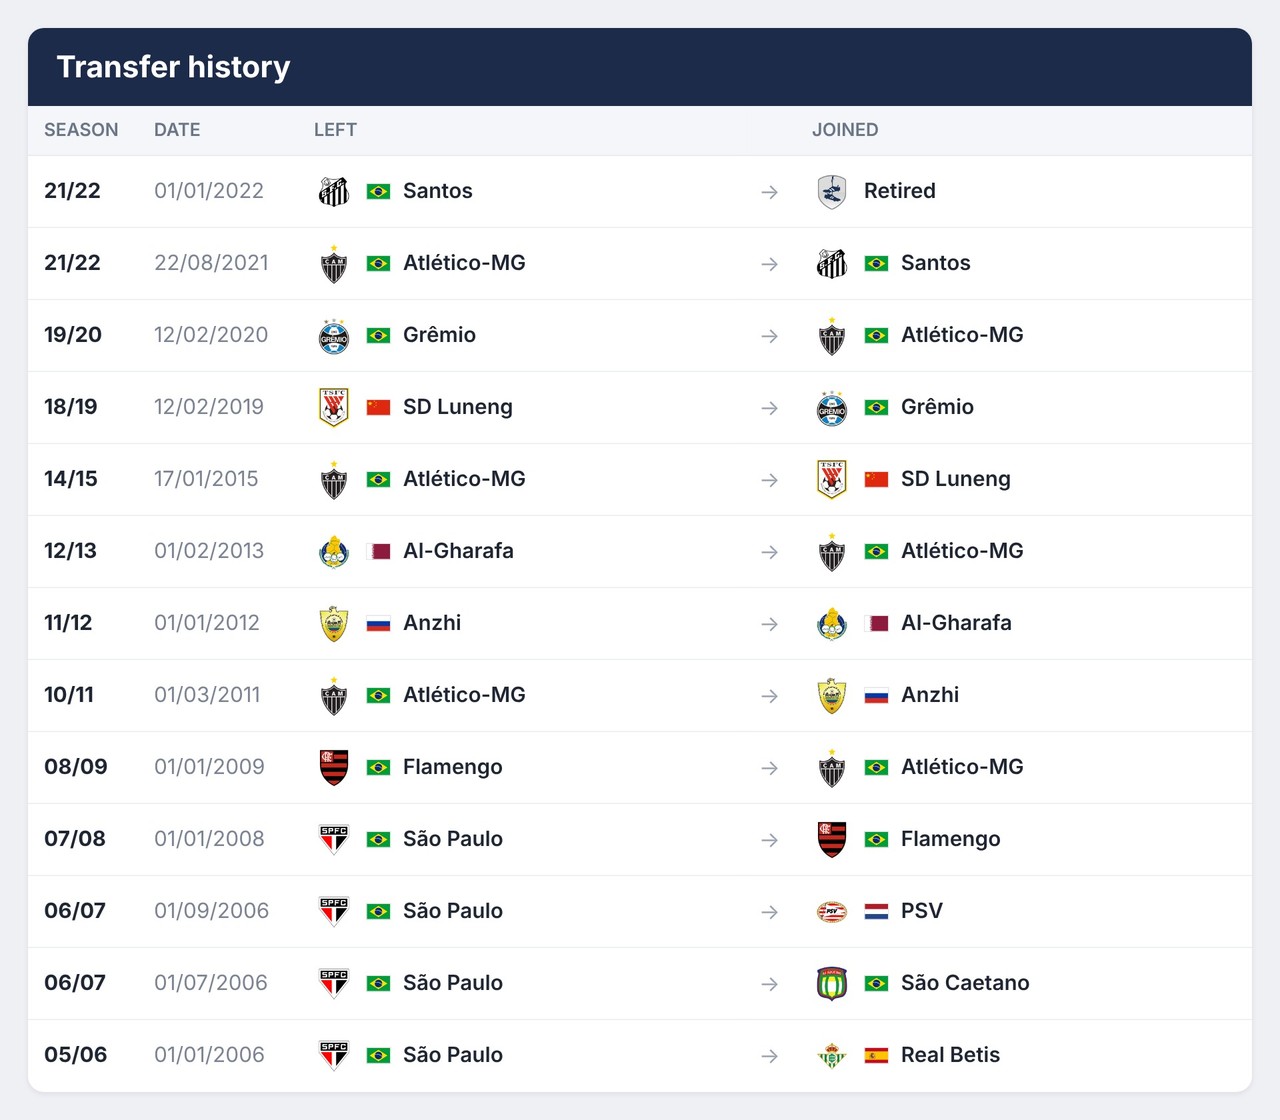 Transfer history
SEASON DATE LEFT JOINED
21/22 01/01/2022 Santos → Retired
21/22 22/08/2021 Atlético-MG → Santos
19/20 12/02/2020 Grêmio → Atlético-MG
18/19 12/02/2019 SD Luneng → Grêmio
14/15 17/01/2015 Atlético-MG → SD Luneng
12/13 01/02/2013 Al-Gharafa → Atlético-MG
11/12 01/01/2012 Anzhi → Al-Gharafa
10/11 01/03/2011 Atlético-MG → Anzhi
08/09 01/01/2009 Flamengo → Atlético-MG
07/08 01/01/2008 São Paulo → Flamengo
06/07 01/09/2006 São Paulo → PSV
06/07 01/07/2006 São Paulo → São Caetano
05/06 01/01/2006 São Paulo → Real Betis